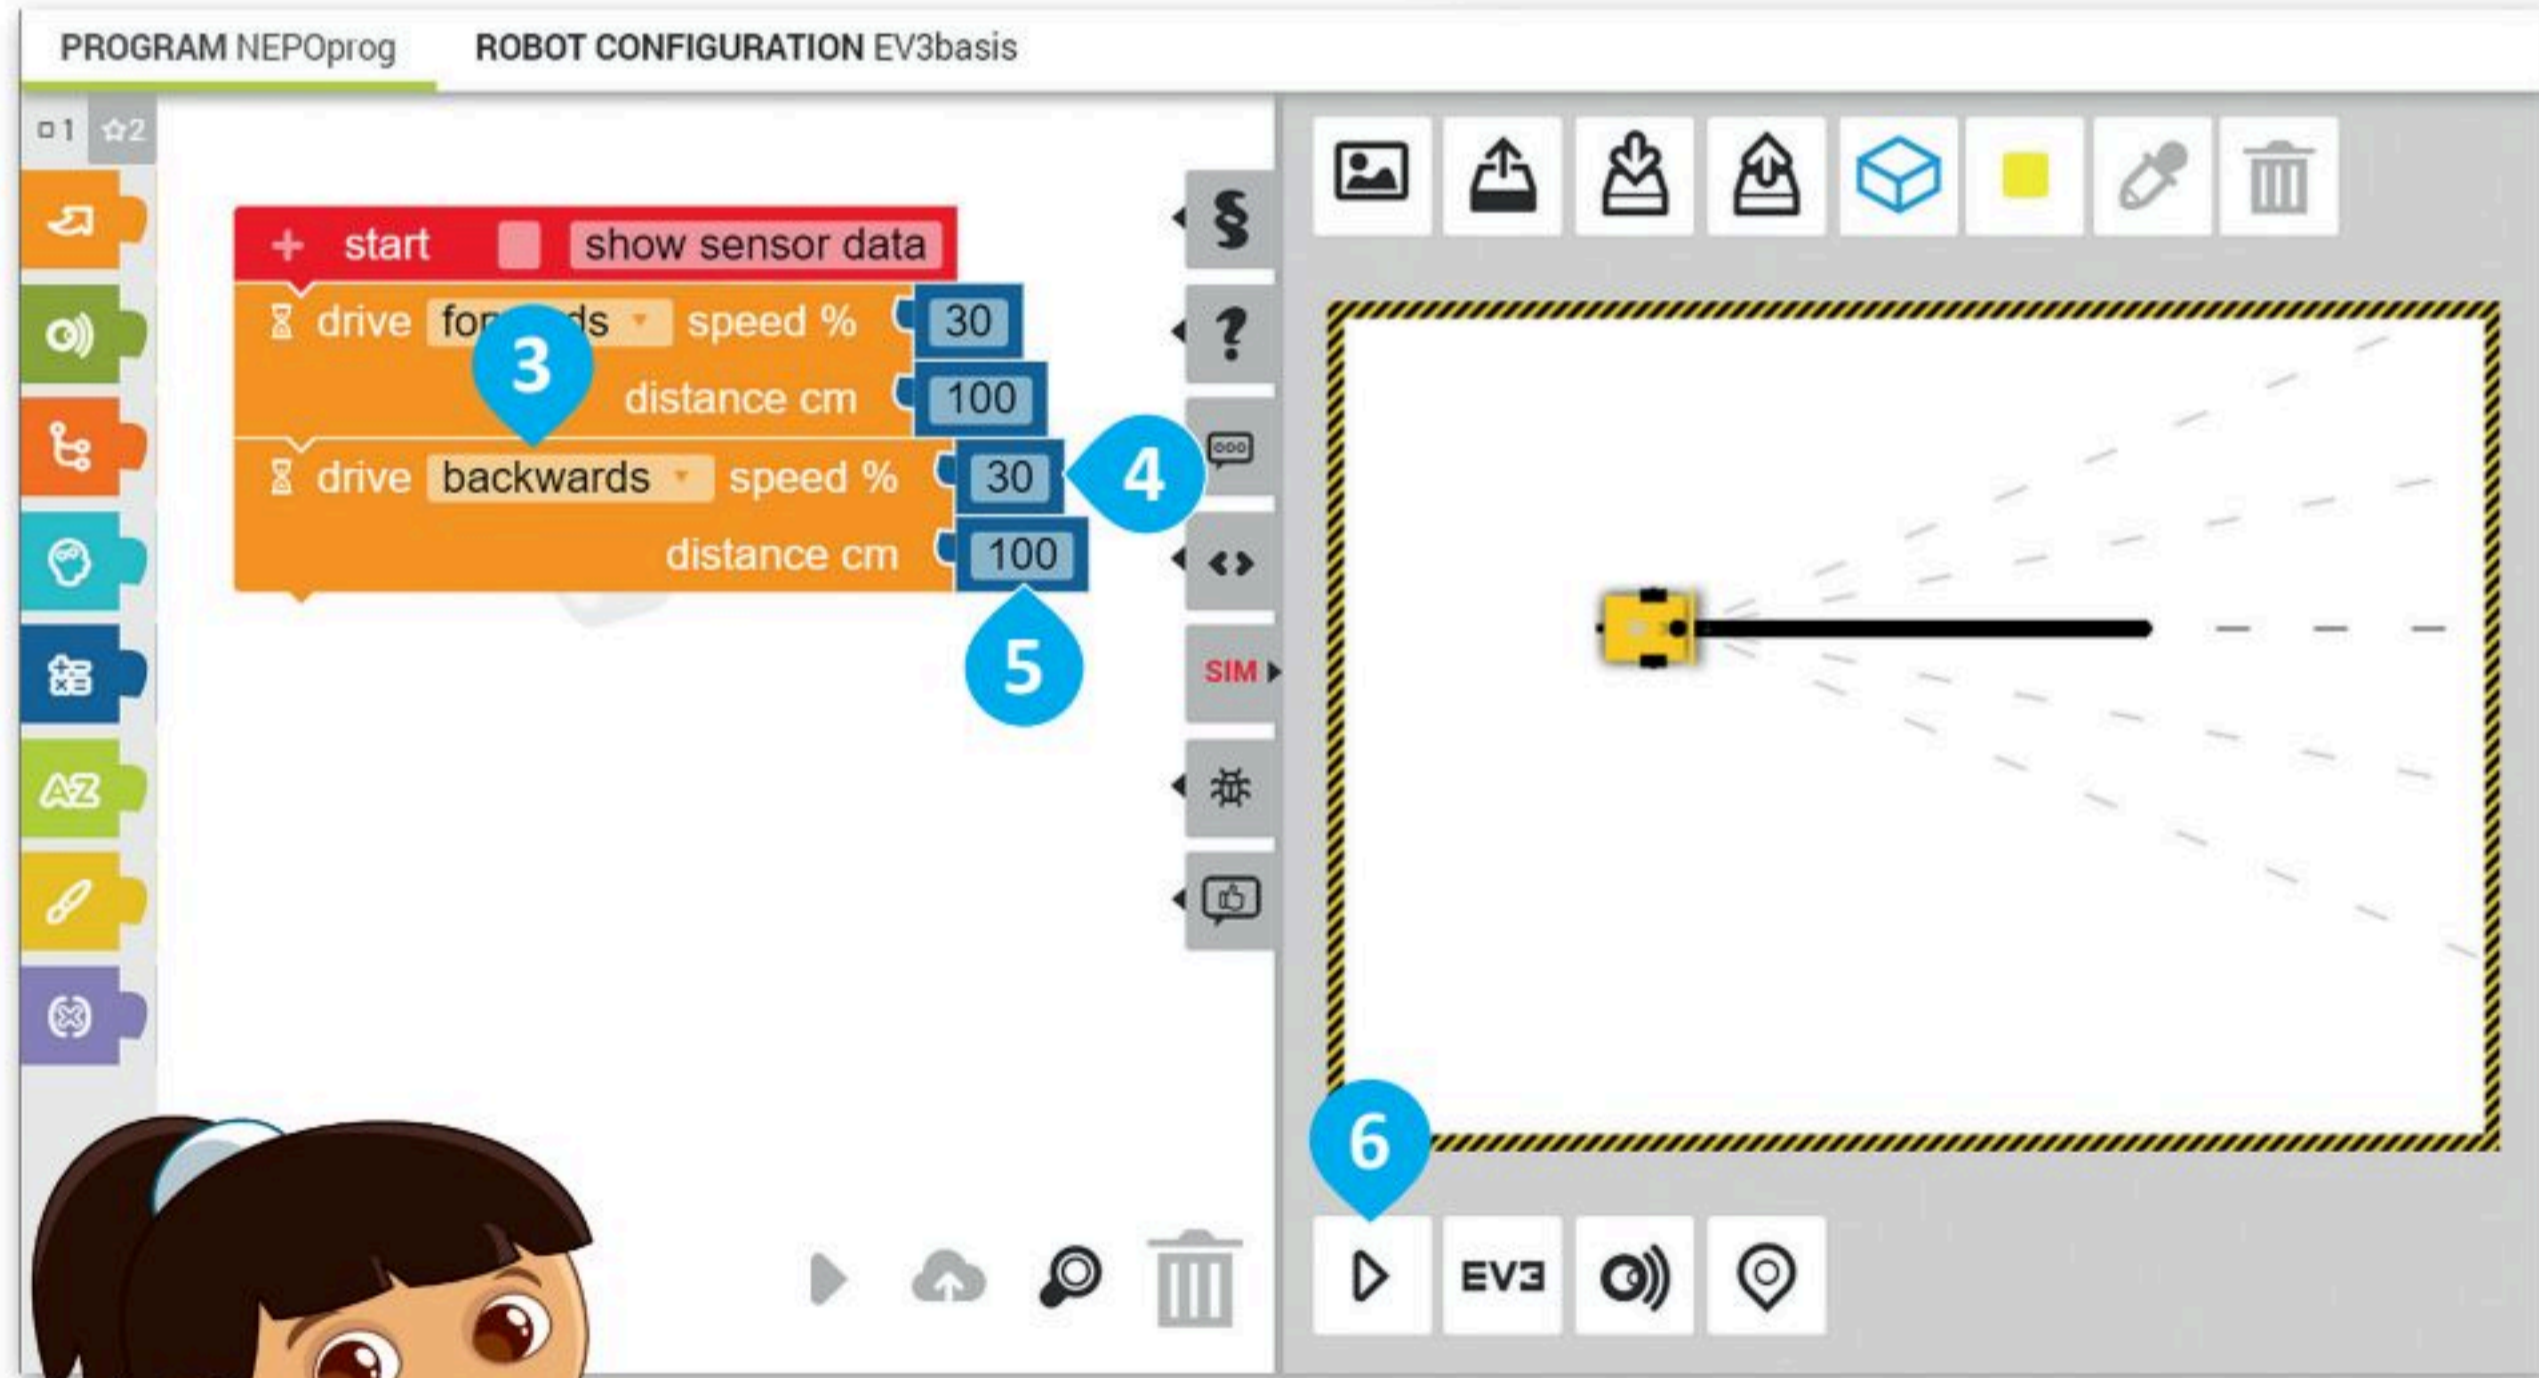 PROGRAM NEPOprog ROBOT CONFIGURATION EV3basis
1 2
+ start show sensor data
drive speed % 30
3
distance cm 100
drive backwards speed % 30
4
distance cm 100
5
SIM
AZ
6
EV3